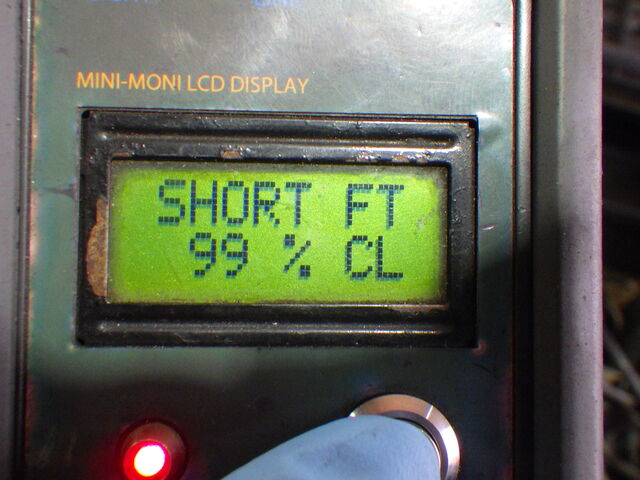 MINI-MONI LCD DISPLAY
SHORT FT
99 % CL